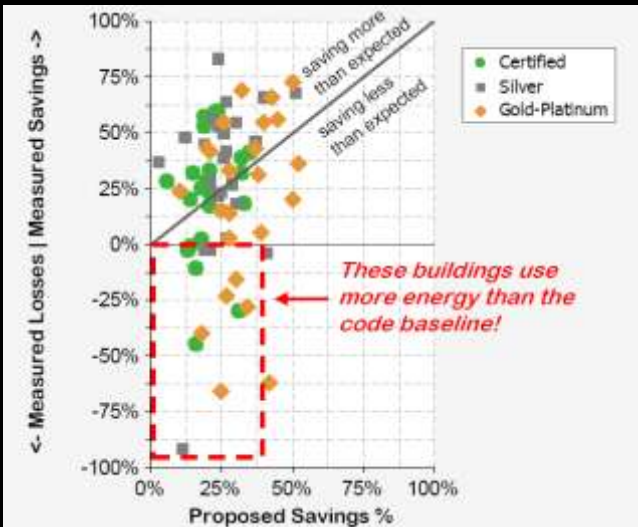 100%
75%
50%
25%
0%
-25%
-50%
-75%
-100%
<- Measured Losses | Measured Savings ->
saving more
than expected
saving less
than expected
Certified
Silver
Gold-Platinum
These buildings use
more energy than the
code baseline!
0%
25%
50%
75%
100%
Proposed Savings %